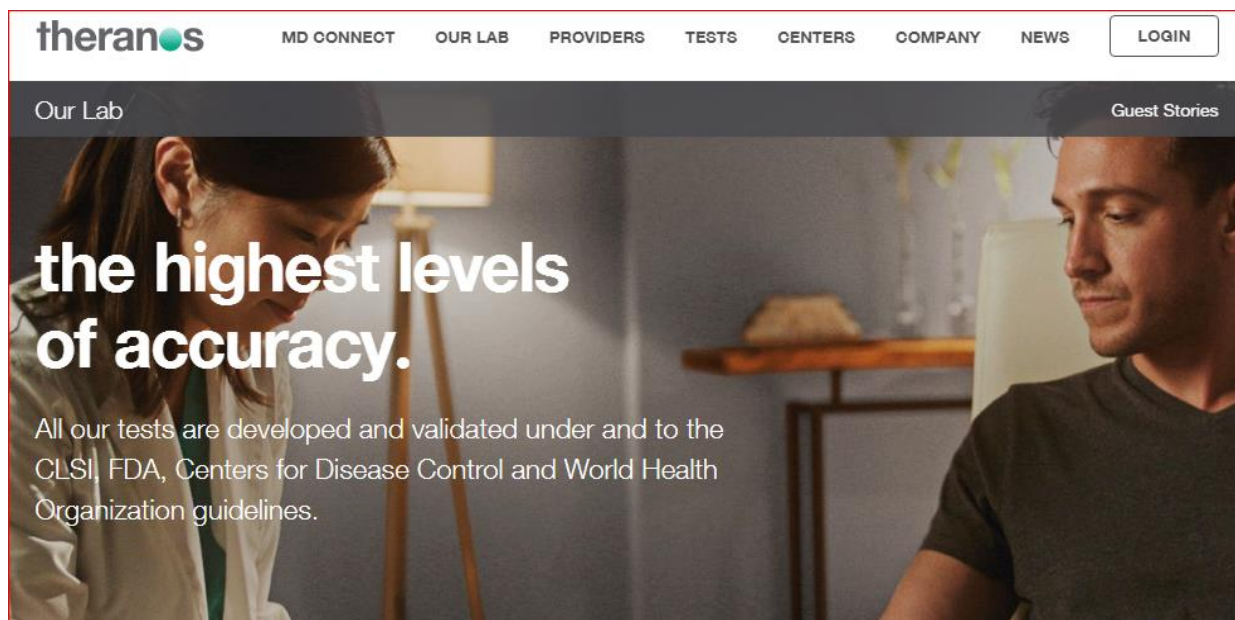 theranos
MD CONNECT OUR LAB PROVIDERS TESTS CENTERS COMPANY NEWS LOGIN
Our Lab Guest Stories
the highest levels
of accuracy.
All our tests are developed and validated under and to the
CLSI, FDA, Centers for Disease Control and World Health
Organization guidelines.